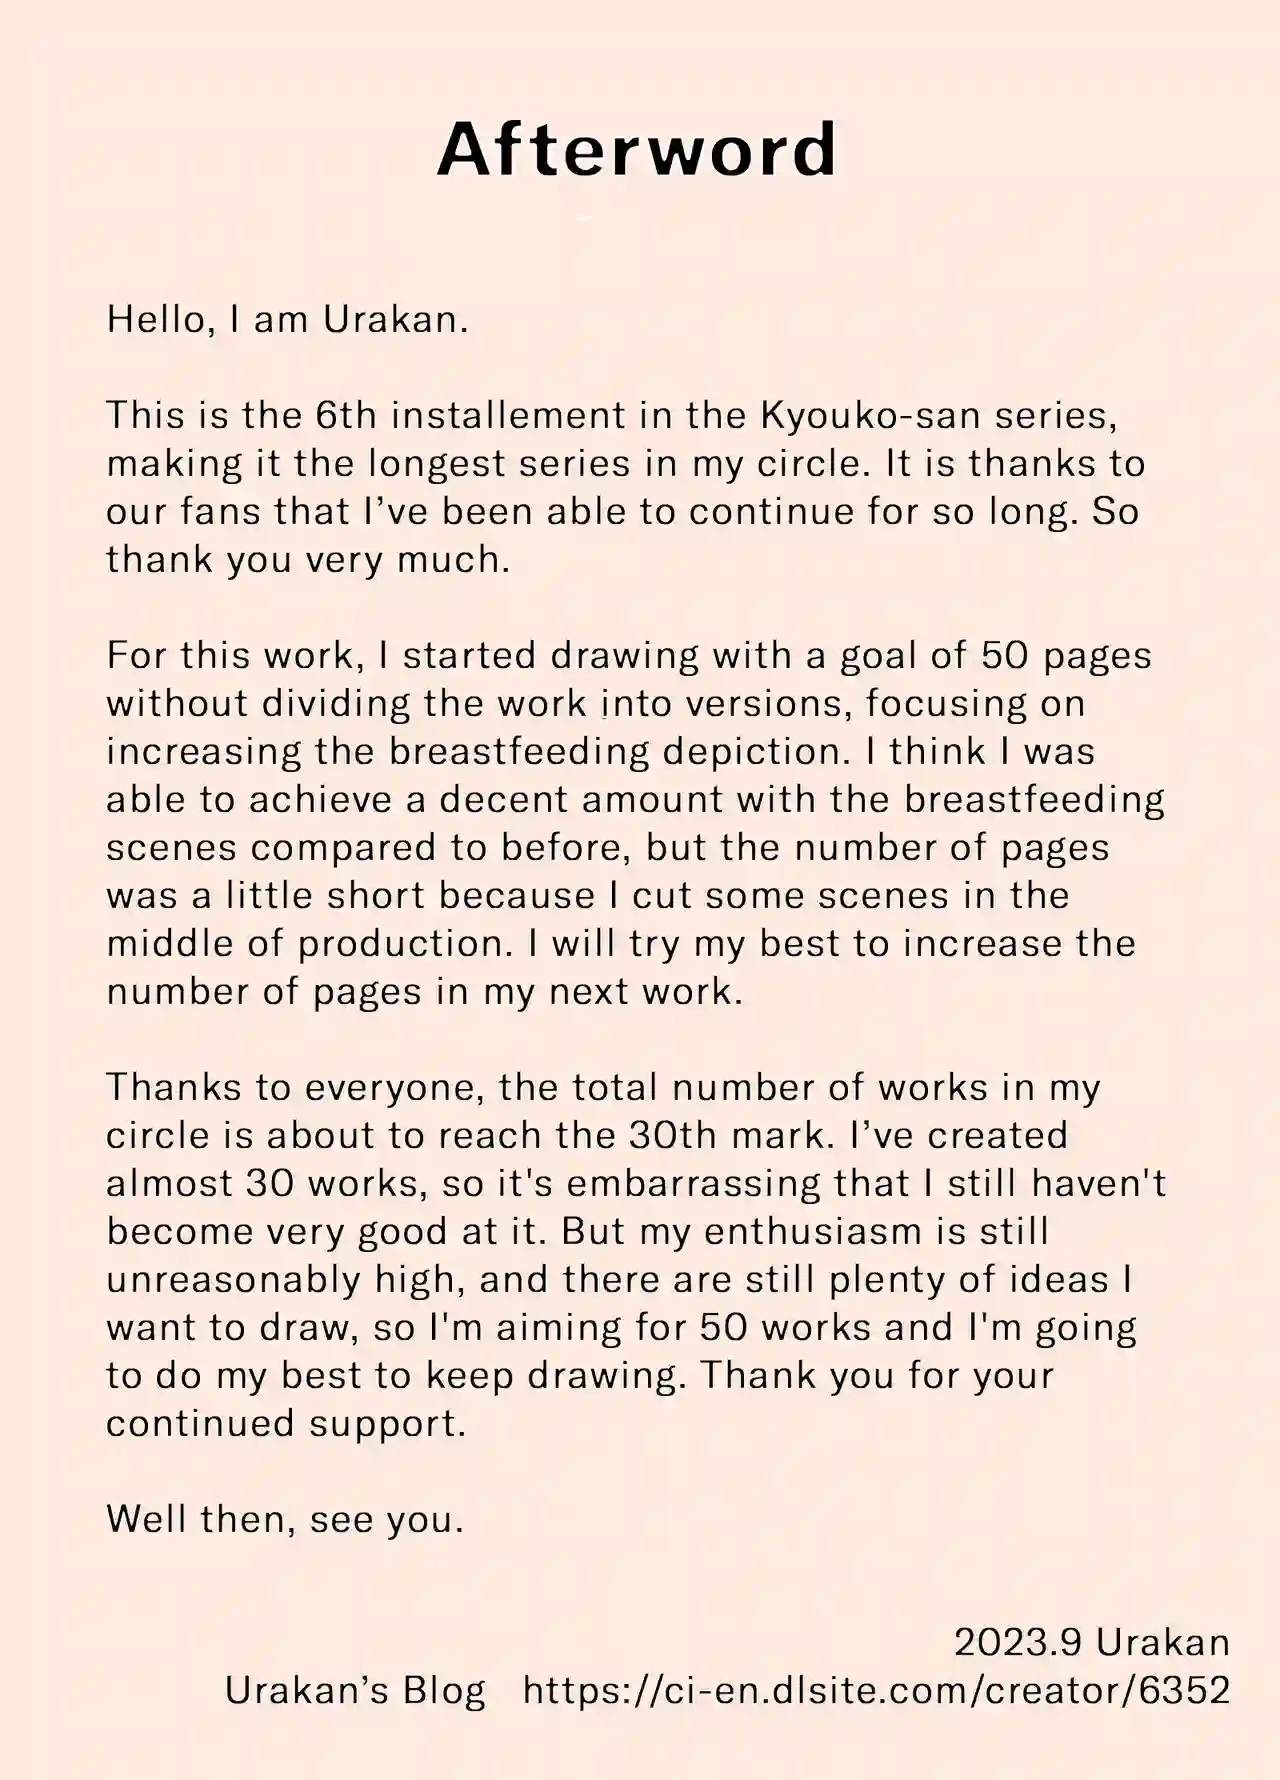 Afterword
Hello, I am Urakan.
This is the 6th installement in the Kyouko-san series,
making it the longest series in my circle. It is thanks to
our fans that I’ve been able to continue for so long. So
thank you very much.
For this work, I started drawing with a goal of 50 pages
without dividing the work into versions, focusing on
increasing the breastfeeding depiction. I think I was
able to achieve a decent amount with the breastfeeding
scenes compared to before, but the number of pages
was a little short because I cut some scenes in the
middle of production. I will try my best to increase the
number of pages in my next work.
Thanks to everyone, the total number of works in my
circle is about to reach the 30th mark. I’ve created
almost 30 works, so it's embarrassing that I still haven't
become very good at it. But my enthusiasm is still
unreasonably high, and there are still plenty of ideas I
want to draw, so I'm aiming for 50 works and I'm going
to do my best to keep drawing. Thank you for your
continued support.
Well then, see you.
2023.9 Urakan
Urakan’s Blog https://ci-en.dlsite.com/creator/6352